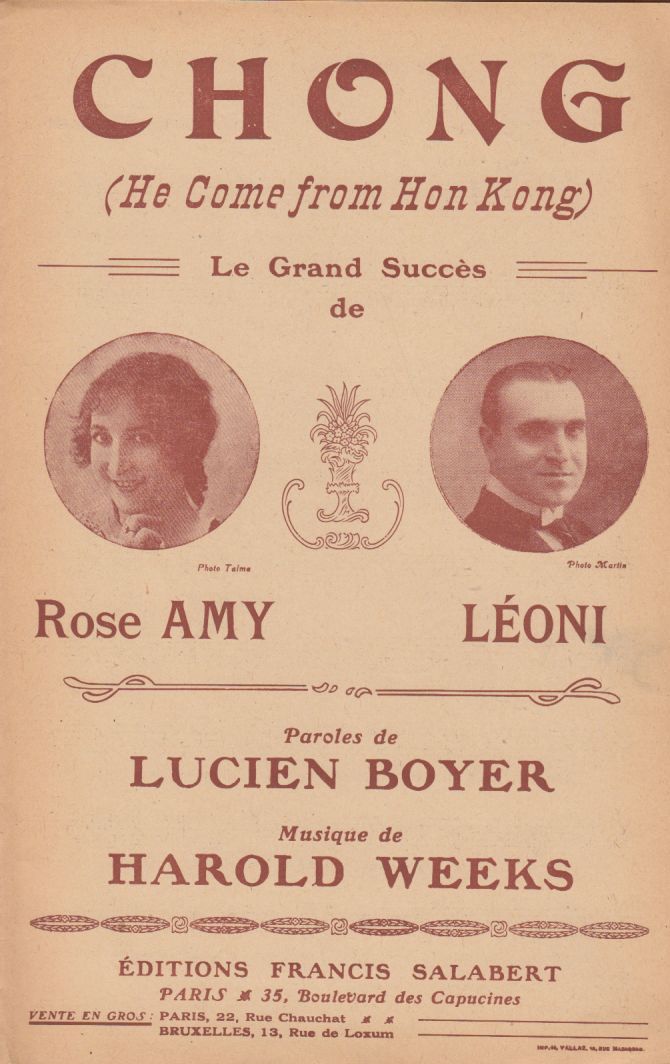 CHONG
(He Come from Hon Kong)
Le Grand Succès
de
Photo Talma
Photo Martin
Rose AMY
LÉONI
Paroles de
LUCIEN BOYER
Musique de
HAROLD WEEKS
ÉDITIONS FRANCIS SALABERT
PARIS 35, Boulevard des Capucines
VENTE EN GROS : PARIS, 22, Rue Chauchat
BRUXELLES, 13, Rue de Loxum
IMP. H. VALLAZ,